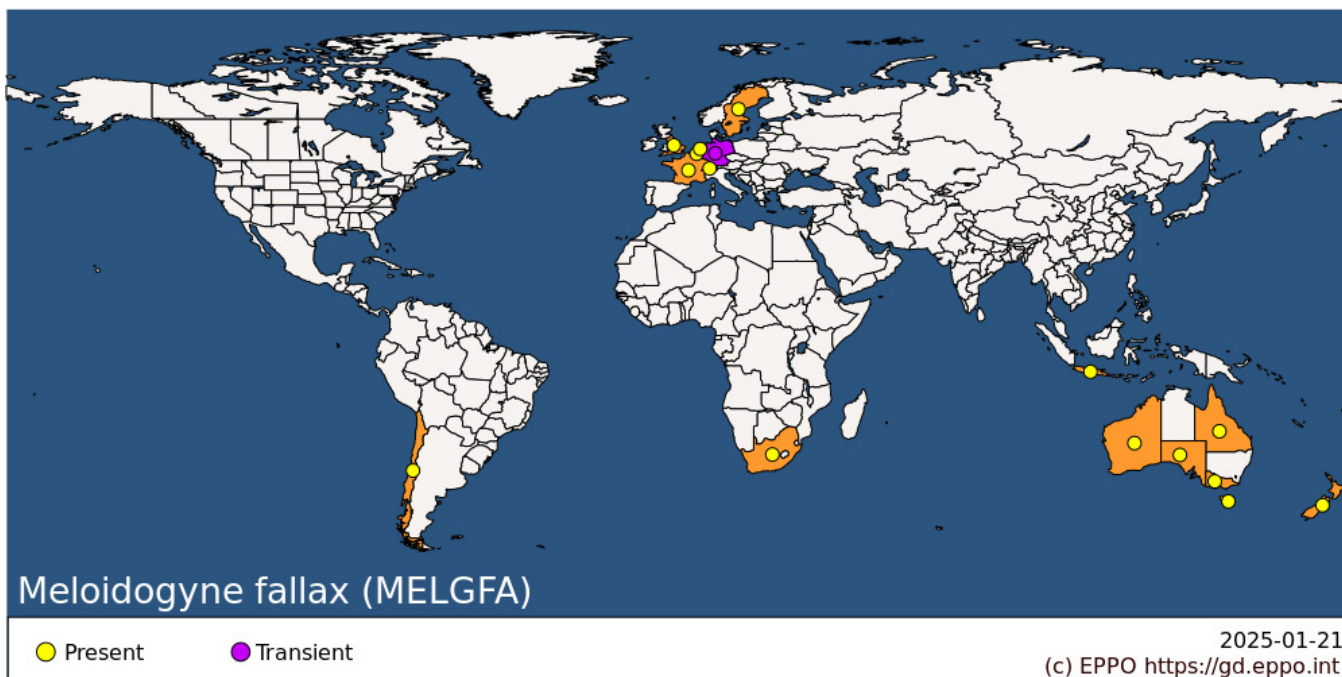 Meloidogyne fallax (MELGFA)
Present
Transient
2025-01-21
(c) EPPO https://gd.eppo.int